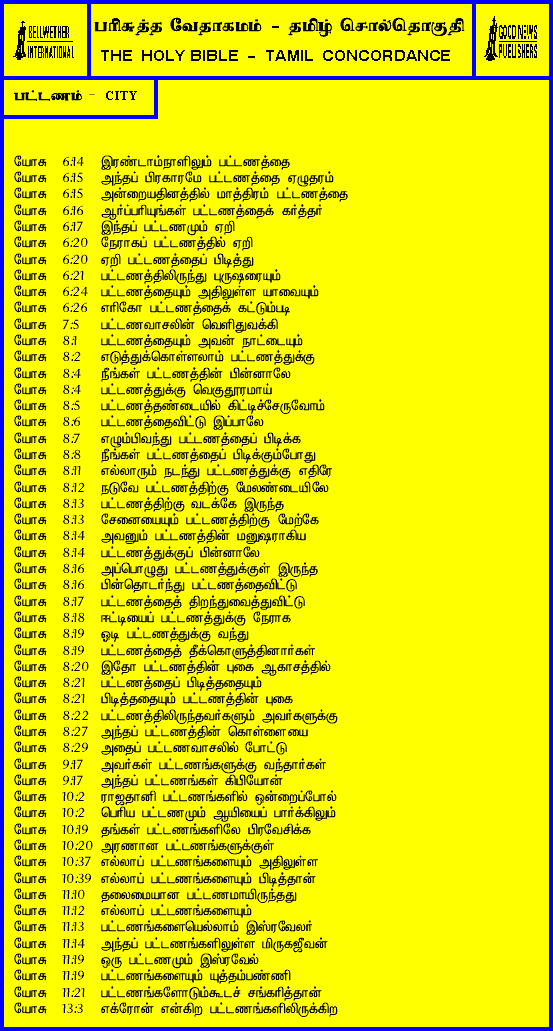 BELLWETHER
INTERNATIONAL
பரிசுத்த வேதாகமம் - தமிழ் சொல்தொகுதி
THE HOLY BIBLE - TAMIL CONCORDANCE
GOOD NEWS
PUBLISHERS
பட்டணம் - CITY
யோசு 6:14 இரண்டாம்நாளிலும் பட்டணத்தை
யோசு 6:15 அந்தப் பிரகாரமே பட்டணத்தை ஏழுதரம்
யோசு 6:15 அன்றையதினத்தில் மாத்திரம் பட்டணத்தை
யோசு 6:16 ஆர்ப்பரியுங்கள் பட்டணத்தைக் கர்த்தர்
யோசு 6:17 இந்தப் பட்டணமும் ஏறி
யோசு 6:20 நேராகப் பட்டணத்தில் ஏறி
யோசு 6:20 ஏறி பட்டணத்தைப் பிடித்து
யோசு 6:21 பட்டணத்திலிருந்து புருஷரையும்
யோசு 6:24 பட்டணத்தையும் அதிலுள்ள யாவையும்
யோசு 6:26 எரிகோ பட்டணத்தைக் கட்டும்படி
யோசு 7:5 பட்டணவாசலின் வெளிதுவக்கி
யோசு 8:1 பட்டணத்தையும் அவன் நாட்டையும்
யோசு 8:2 எடுத்துக்கொள்ளலாம் பட்டணத்துக்கு
யோசு 8:4 நீங்கள் பட்டணத்தின் பின்னாலே
யோசு 8:4 பட்டணத்துக்கு வெகுதூரமாய்
யோசு 8:5 பட்டணத்தண்டையில் கிட்டிச்சேருவோம்
யோசு 8:6 பட்டணத்தைவிட்டு இப்பாலே
யோசு 8:7 எழும்பிவந்து பட்டணத்தைப் பிடிக்க
யோசு 8:8 நீங்கள் பட்டணத்தைப் பிடிக்கும்போது
யோசு 8:11 எல்லாரும் நடந்து பட்டணத்துக்கு எதிரே
யோசு 8:12 நடுவே பட்டணத்திற்கு மேலண்டையிலே
யோசு 8:13 பட்டணத்திற்கு வடக்கே இருந்த
யோசு 8:13 சேனையையும் பட்டணத்திற்கு மேற்கே
யோசு 8:14 அவனும் பட்டணத்தின் மனுஷராகிய
யோசு 8:14 பட்டணத்துக்குப் பின்னாலே
யோசு 8:16 அப்பொழுது பட்டணத்துக்குள் இருந்த
யோசு 8:16 பின்தொடர்ந்து பட்டணத்தைவிட்டு
யோசு 8:17 பட்டணத்தைத் திறந்துவைத்துவிட்டு
யோசு 8:18 ஈட்டியைப் பட்டணத்துக்கு நேராக
யோசு 8:19 ஓடி பட்டணத்துக்கு வந்து
யோசு 8:19 பட்டணத்தைத் தீக்கொளுத்தினார்கள்
யோசு 8:20 இதோ பட்டணத்தின் புகை ஆகாசத்தில்
யோசு 8:21 பட்டணத்தைப் பிடித்ததையும்
யோசு 8:21 பிடித்ததையும் பட்டணத்தின் புகை
யோசு 8:22 பட்டணத்திலிருந்தவர்களும் அவர்களுக்கு
யோசு 8:27 அந்தப் பட்டணத்தின் கொள்ளையை
யோசு 8:29 அதைப் பட்டணவாசலில் போட்டு
யோசு 9:17 அவர்கள் பட்டணங்களுக்கு வந்தார்கள்
யோசு 9:17 அந்தப் பட்டணங்கள் கிபியோன்
யோசு 10:2 ராஜதானி பட்டணங்களில் ஒன்றைப்போல்
யோசு 10:2 பெரிய பட்டணமும் ஆயியைப் பார்க்கிலும்
யோசு 10:19 தங்கள் பட்டணங்களிலே பிரவேசிக்க
யோசு 10:20 அரணான பட்டணங்களுக்குள்
யோசு 10:37 எல்லாப் பட்டணங்களையும் அதிலுள்ள
யோசு 10:39 எல்லாப் பட்டணங்களையும் பிடித்தான்
யோசு 11:10 தலைமையான பட்டணமாயிருந்தது
யோசு 11:12 எல்லாப் பட்டணங்களையும்
யோசு 11:13 பட்டணங்களையெல்லாம் இஸ்ரவேலர்
யோசு 11:14 அந்தப் பட்டணங்களிலுள்ள மிருகஜீவன்
யோசு 11:19 ஒரு பட்டணமும் இஸ்ரவேல்
யோசு 11:19 பட்டணங்களையும் யுத்தம்பண்ணி
யோசு 11:21 பட்டணங்களோடும்கூடச் சங்கரித்தான்
யோசு 13:3 எக்ரோன் என்கிற பட்டணங்களிலிருக்கிற